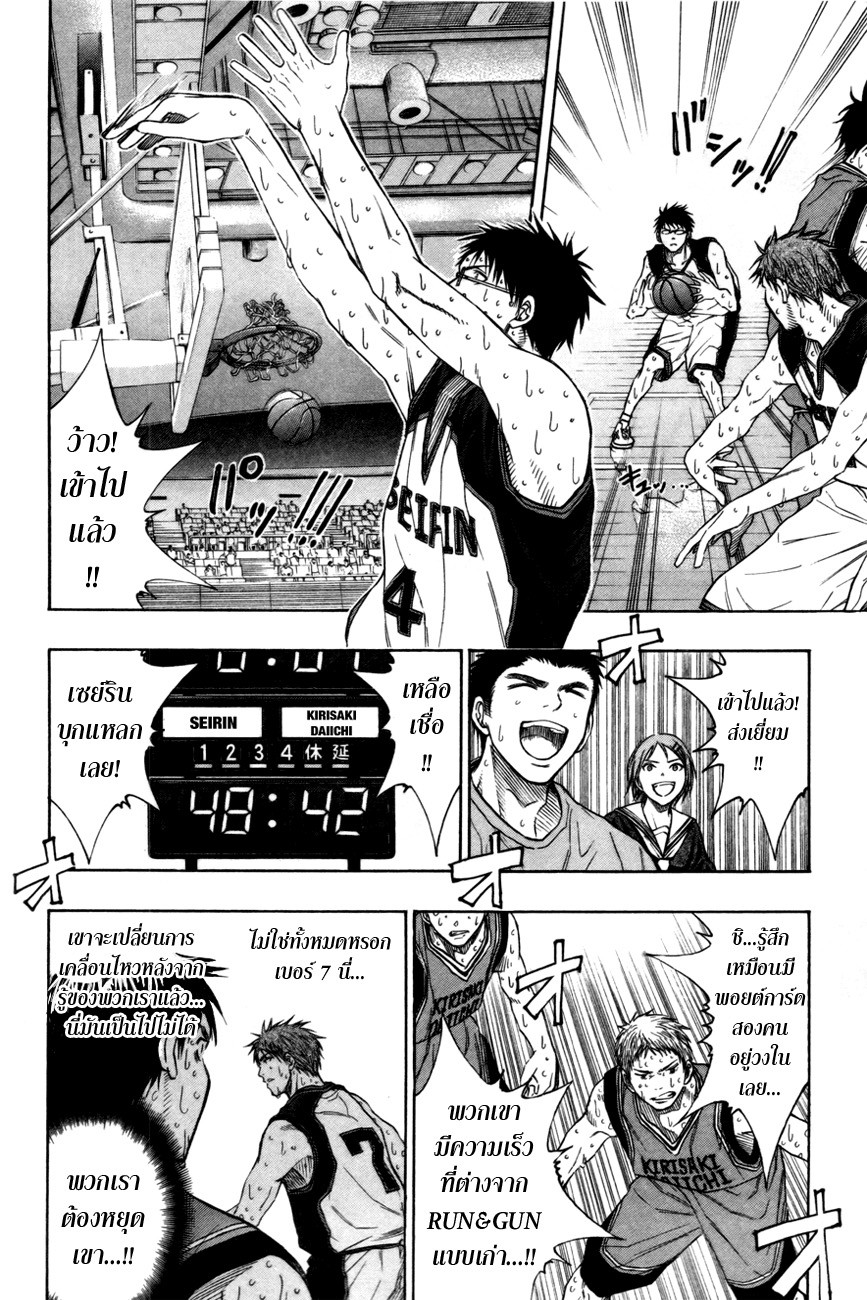 ว้าว!
เข้าไป
แล้ว
!!
SEIRIN
4
เข้าไปแล้ว!
ส่งเยี่ยม
!!
เหลือ
เชื่อ
!!
เซย์ริน
บุกแหลก
เลย!
SEIRIN
KIRISAKI
DAIICHI
1 2 3 4 休 延
48:42
オ
オ
オ
オ
オ
ชิ...รู้สึก
เหมือนมี
พอยต์การ์ด
สองคน
อยู่วงใน
เลย...
KIRISAKI
DAIICHI
KIRISAKI
DAIICHI
พวกเขา
มีความเร็ว
ที่ต่างจาก
RUN&GUN
แบบเก่า...!!
ไม่ใช่ทั้งหมดหรอก
เบอร์ 7 นี่...
7
เขาจะเปลี่ยนการ
เคลื่อนไหวหลังจาก
รู้ของพวกเราแล้ว...
นี่มันเป็นไปไม่ได้
พวกเรา
ต้องหยุด
เขา...!!